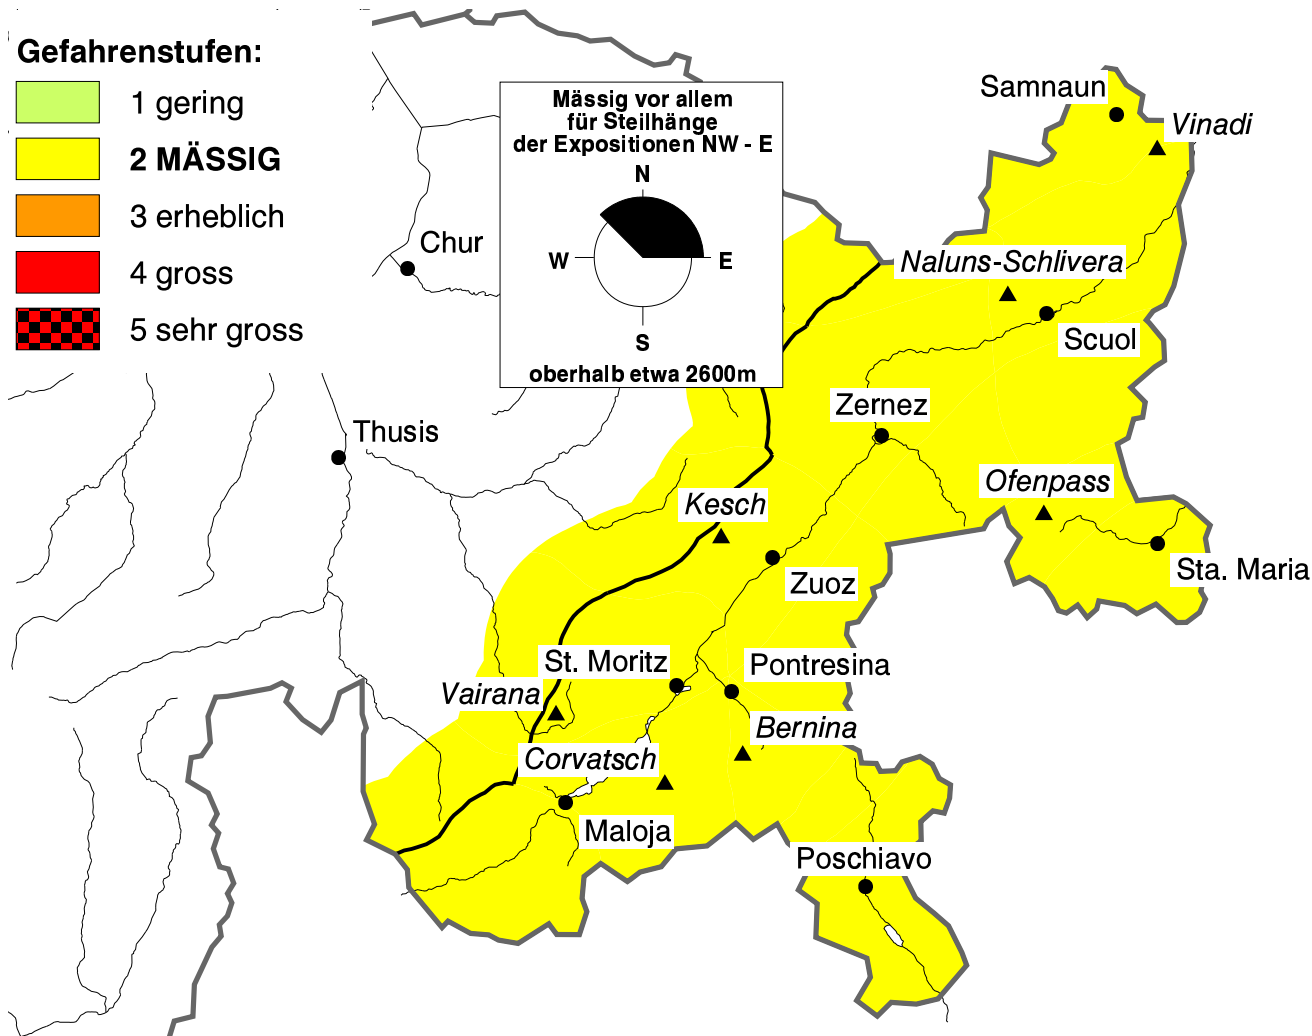 Gefahrenstufen:
1 gering
2 MÄSSIG
3 erheblich
4 gross
5 sehr gross
Mässig vor allem
für Steilhänge
der Expositionen NW - E
N
W
E
S
oberhalb etwa 2600m
Samnaun
Vinadi
Chur
Naluns-Schlivera
Scuol
Zernez
Thusis
Ofenpass
Kesch
Sta. Maria
Zuoz
St. Moritz
Pontresina
Vairana
Bernina
Corvatsch
Maloja
Poschiavo